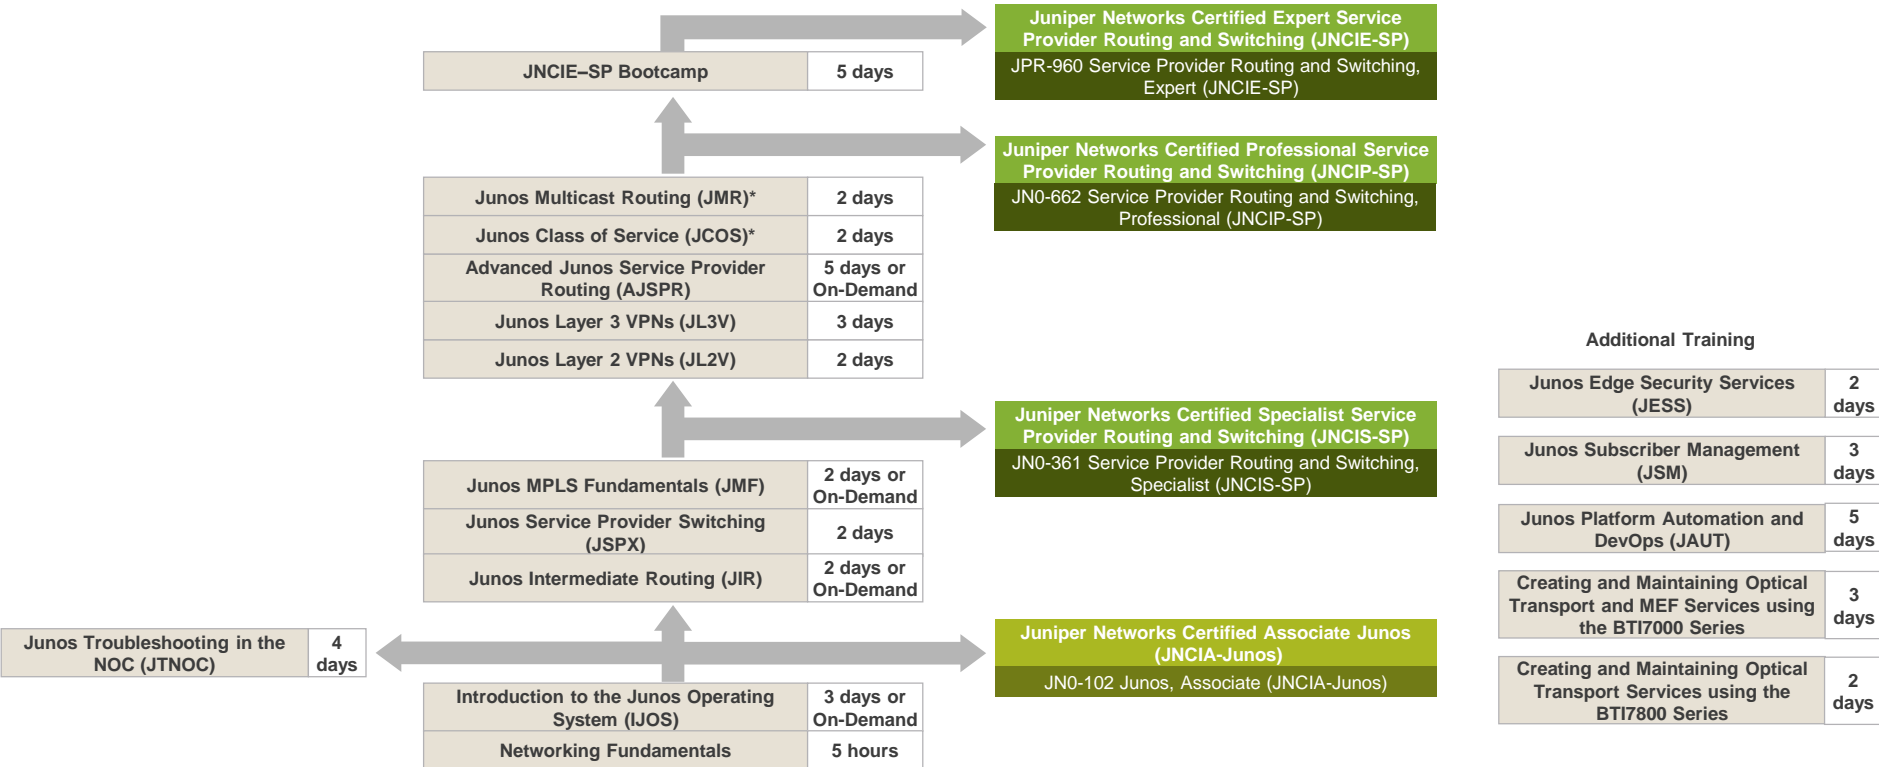 Juniper Networks Certified Expert Service
Provider Routing and Switching (JNCIE-SP)
JNCIE–SP Bootcamp
5 days
JPR-960 Service Provider Routing and Switching,
Expert (JNCIE-SP)
Juniper Networks Certified Professional Service
Provider Routing and Switching (JNCIP-SP)
JN0-662 Service Provider Routing and Switching,
Professional (JNCIP-SP)
Junos Multicast Routing (JMR)*
2 days
Junos Class of Service (JCOS)*
2 days
Advanced Junos Service Provider
Routing (AJSPR)
5 days or
On-Demand
Junos Layer 3 VPNs (JL3V)
3 days
Junos Layer 2 VPNs (JL2V)
2 days
Juniper Networks Certified Specialist Service
Provider Routing and Switching (JNCIS-SP)
JN0-361 Service Provider Routing and Switching,
Specialist (JNCIS-SP)
Junos MPLS Fundamentals (JMF)
2 days or
On-Demand
Junos Service Provider Switching
(JSPX)
2 days
Junos Intermediate Routing (JIR)
2 days or
On-Demand
Junos Troubleshooting in the
NOC (JTNOC)
4
days
Juniper Networks Certified Associate Junos
(JNCIA-Junos)
JN0-102 Junos, Associate (JNCIA-Junos)
Introduction to the Junos Operating
System (IJOS)
3 days or
On-Demand
Networking Fundamentals
5 hours
Additional Training
Junos Edge Security Services
(JESS)
2
days
Junos Subscriber Management
(JSM)
3
days
Junos Platform Automation and
DevOps (JAUT)
5
days
Creating and Maintaining Optical
Transport and MEF Services using
the BTI7000 Series
3
days
Creating and Maintaining Optical
Transport Services using the
BTI7800 Series
2
days